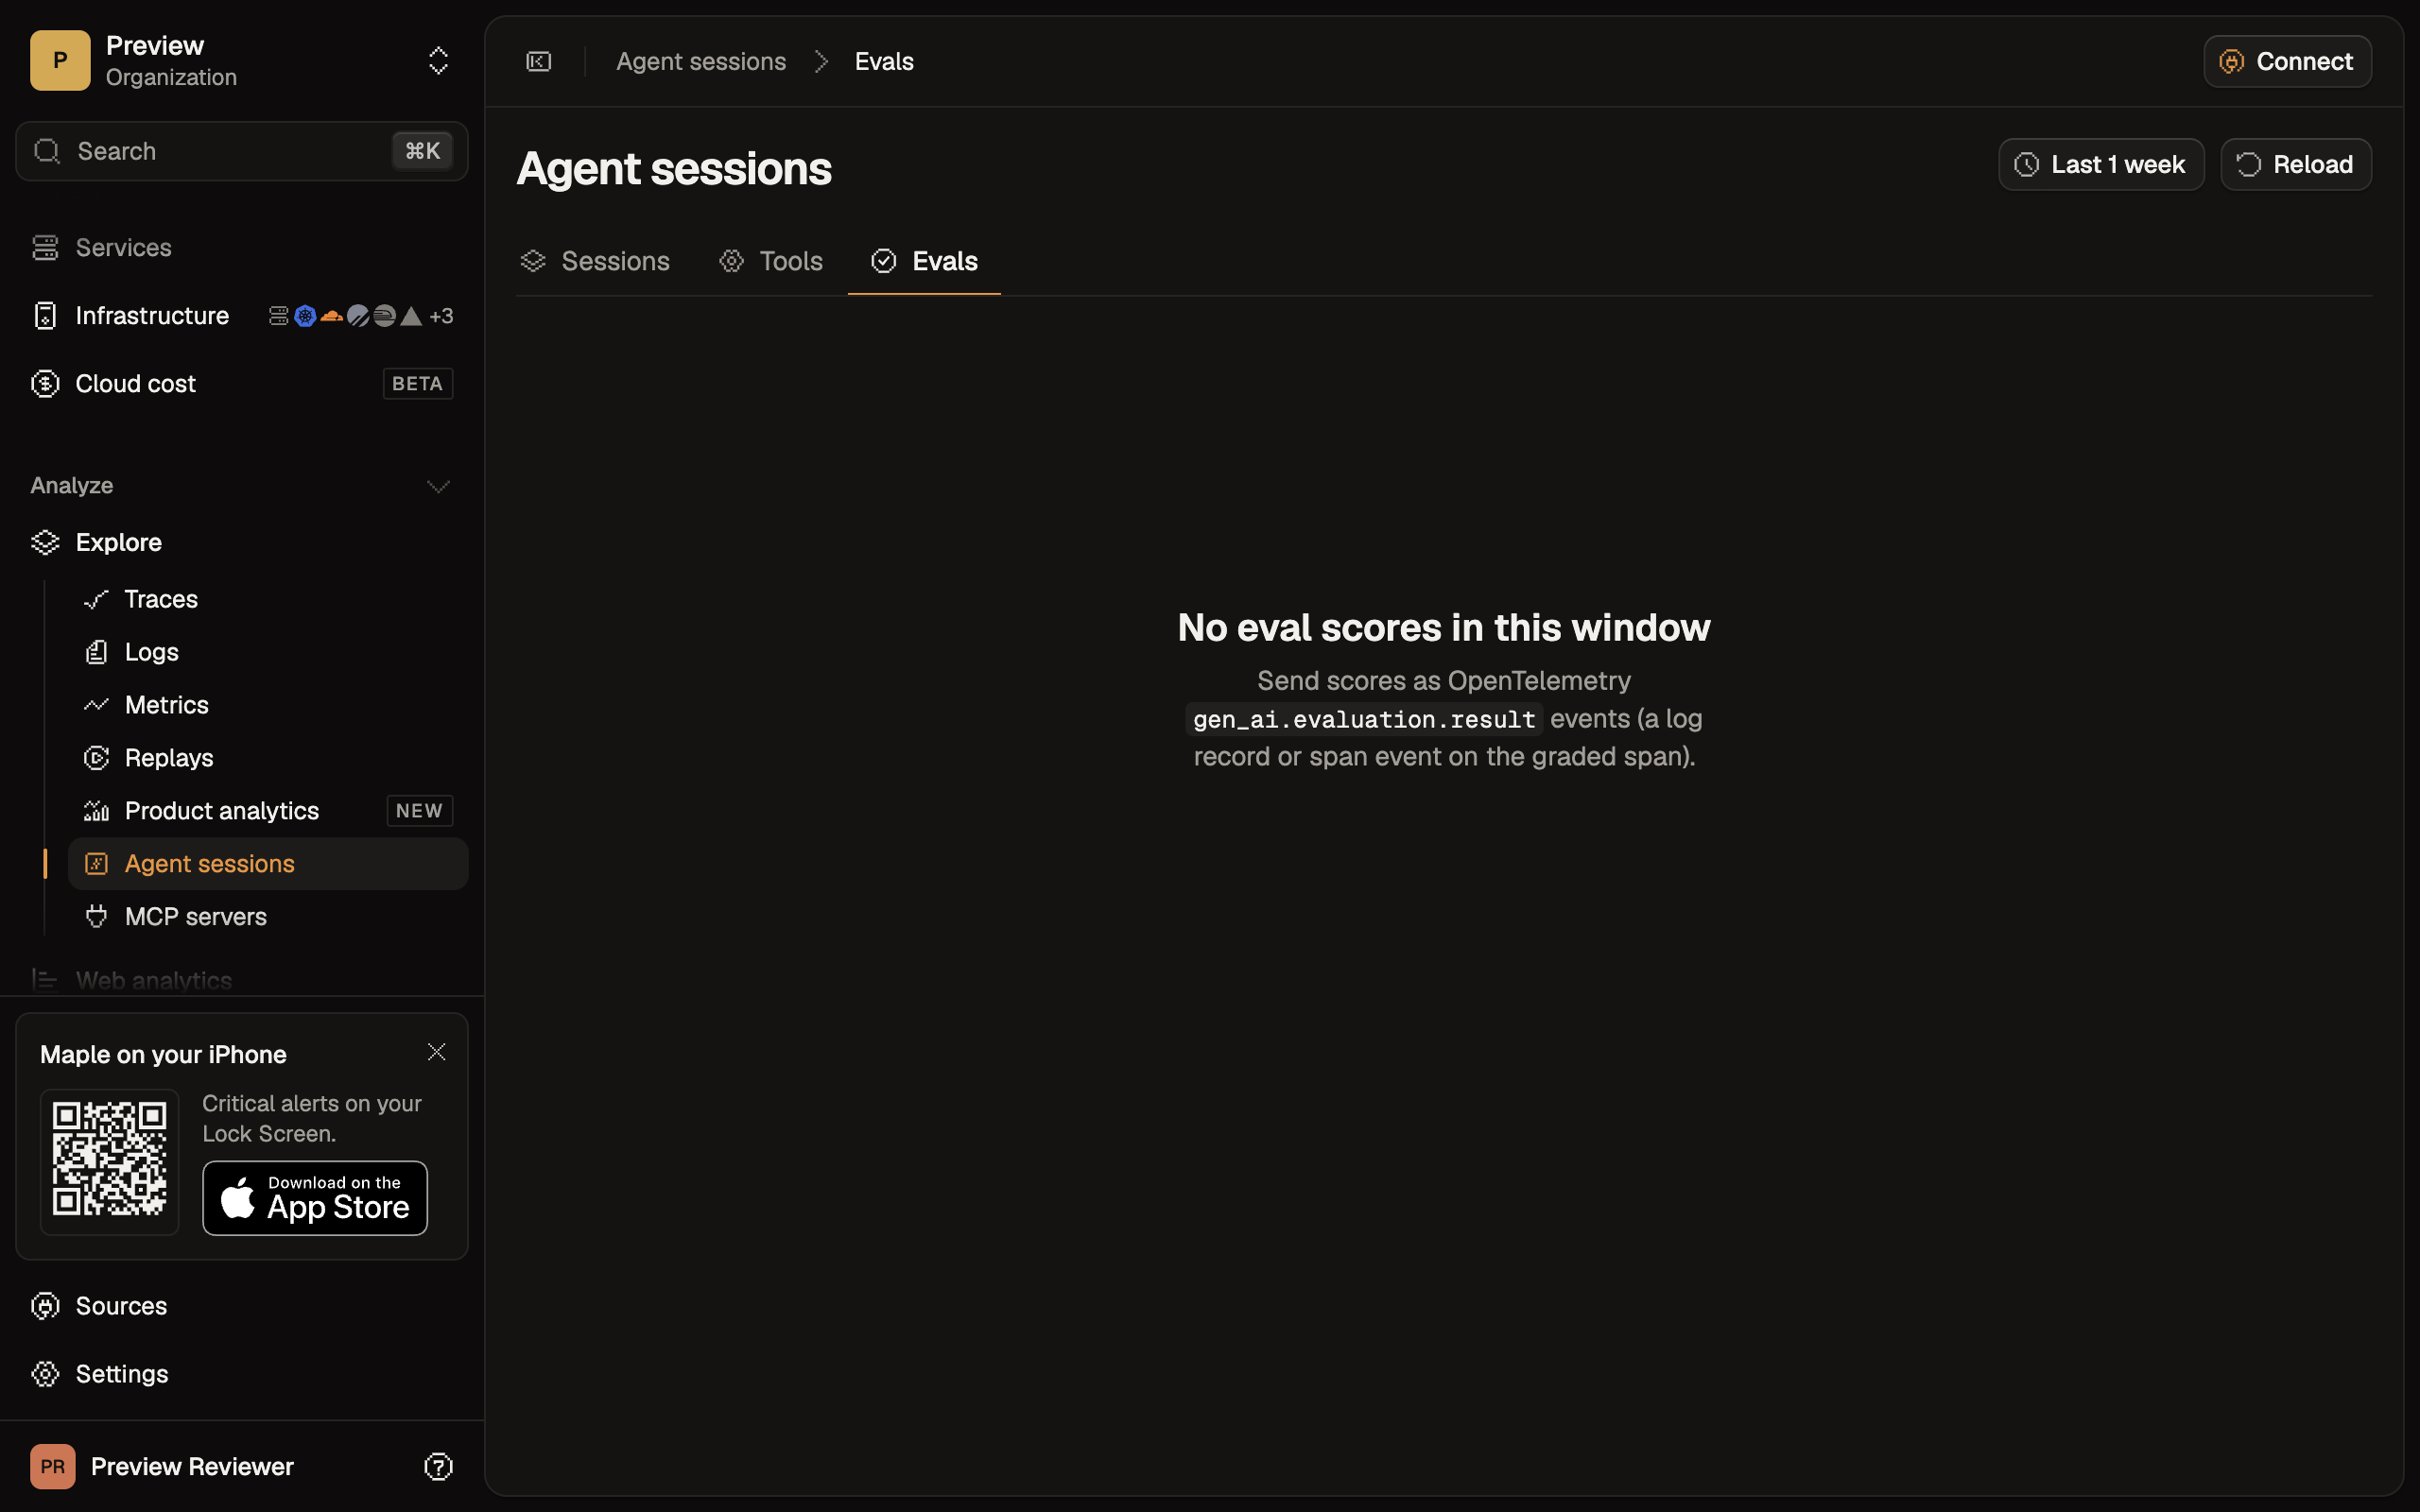 P
Preview
Organization
Search
⌘K
Services
Infrastructure
+3
Cloud cost
BETA
Analyze
Explore
Traces
Logs
Metrics
Replays
Product analytics
NEW
Agent sessions
MCP servers
Web analytics
Maple on your iPhone
Critical alerts on your
Lock Screen.
Download on the
App Store
Sources
Settings
PR
Preview Reviewer
Agent sessions
Evals
Connect
Agent sessions
Last 1 week
Reload
Sessions
Tools
Evals
No eval scores in this window
Send scores as OpenTelemetry
gen_ai.evaluation.result events (a log
record or span event on the graded span).